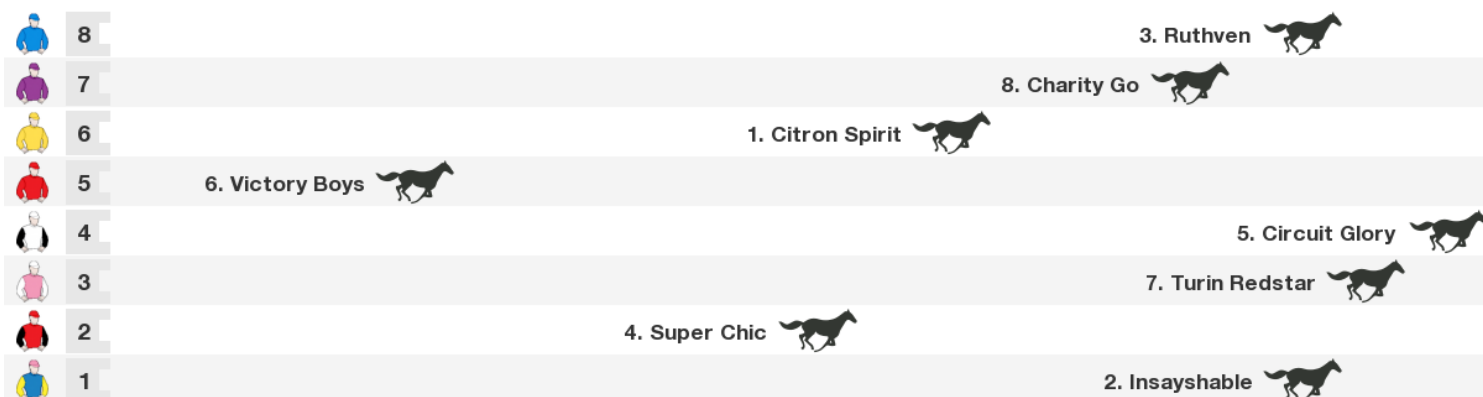 8 3. Ruthven
7 8. Charity Go
6 1. Citron Spirit
5 6. Victory Boys
4 5. Circuit Glory
3 7. Turin Redstar
2 4. Super Chic
1 2. Insayshable